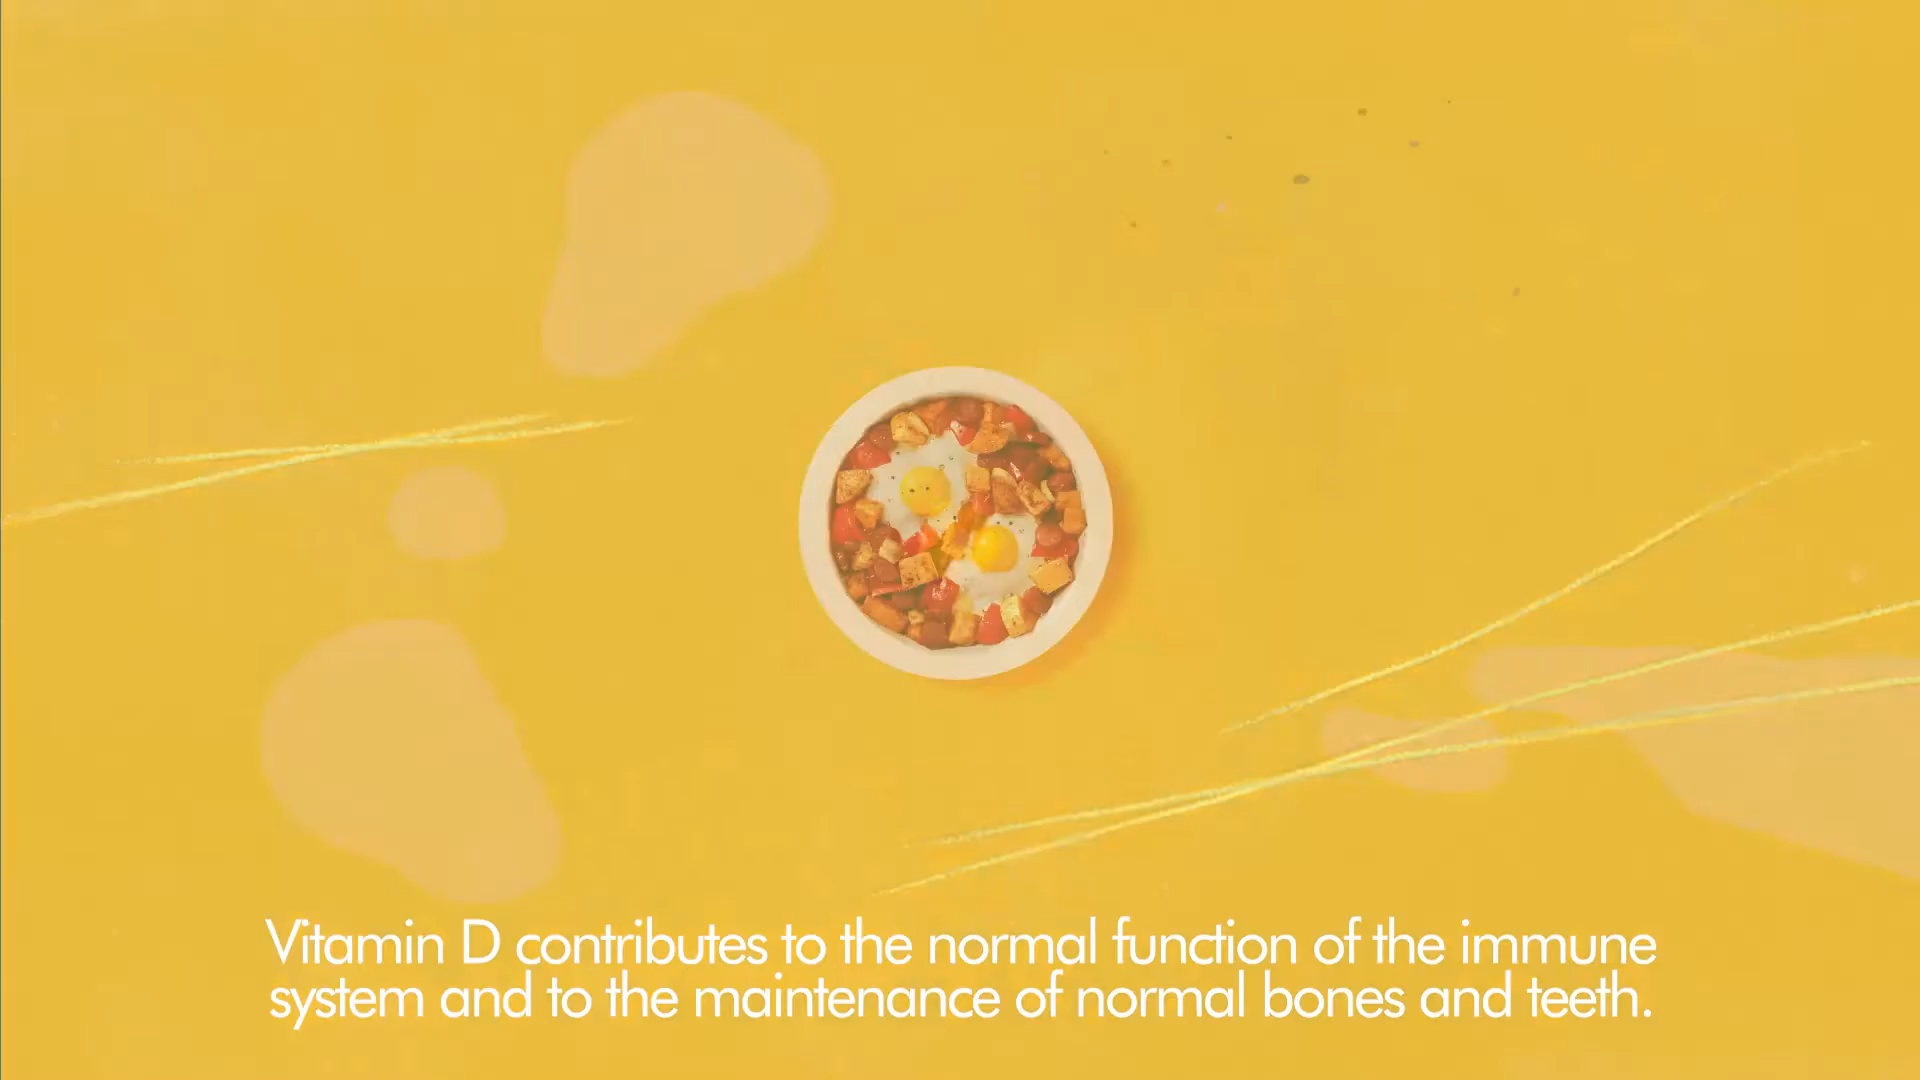 Vitamin D contributes to the normal function of the immune
system and to the maintenance of normal bones and teeth.